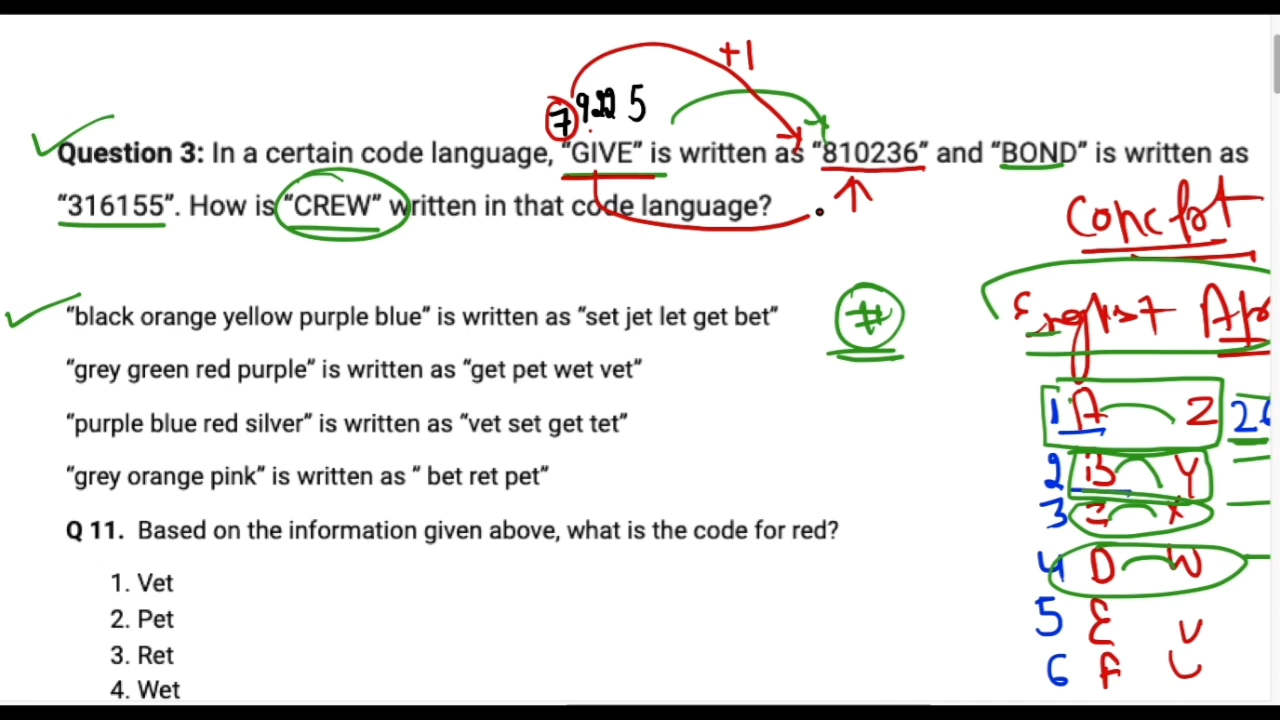 +1
7 9 22 5
Question 3: In a certain code language, “GIVE” is written as “810236” and “BOND” is written as
“316155”. How is “CREW” written in that code language?
“black orange yellow purple blue” is written as “set jet let get bet”
“grey green red purple” is written as “get pet wet vet”
“purple blue red silver” is written as “vet set get tet”
“grey orange pink” is written as ” bet ret pet”
Q 11. Based on the information given above, what is the code for red?
1. Vet
2. Pet
3. Ret
4. Wet
1 A Z
2 B Y
3 X
4 D W
5 E V
6 F U